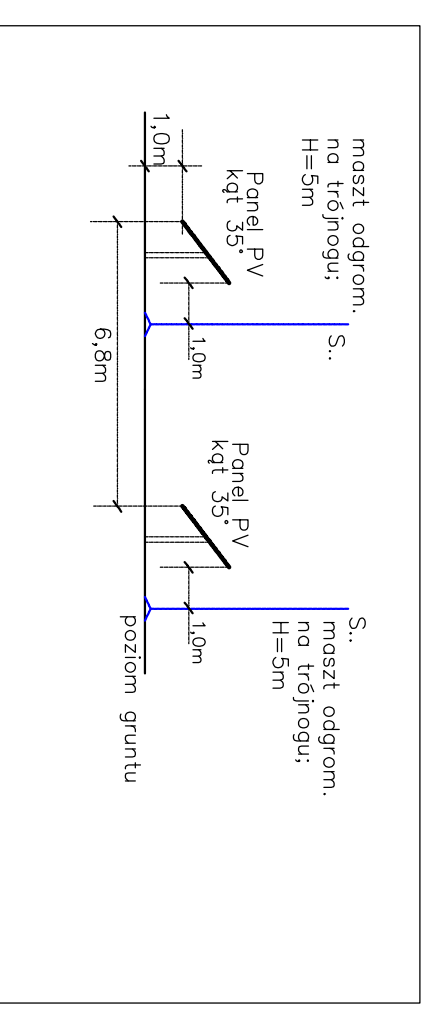 maszt odgrom.
na trójnogu;
H=5m
S..
Panel PV
kąt 35°
1,0m
1,0m
6,8m
S..
maszt odgrom.
na trójnogu;
H=5m
Panel PV
kąt 35°
1,0m
poziom gruntu